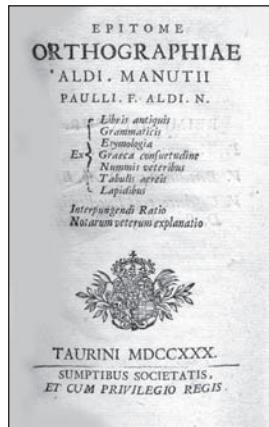 EPITOME
ORTHOGRAPHIAE
ALDI. MANUTII
PAULLI. F. ALDI. N.
Libris antiquis
Grammaticis
Etymologia
Ex Graeca consuetudine
Nummis veteribus
Tabulis aereis
Lapidibus
Interpungendi Ratio
Notarum veterum explanatio
TAURINI MDCCXXX.
SUMPTIBUS SOCIETATIS,
ET CUM PRIVILEGIO REGIS.